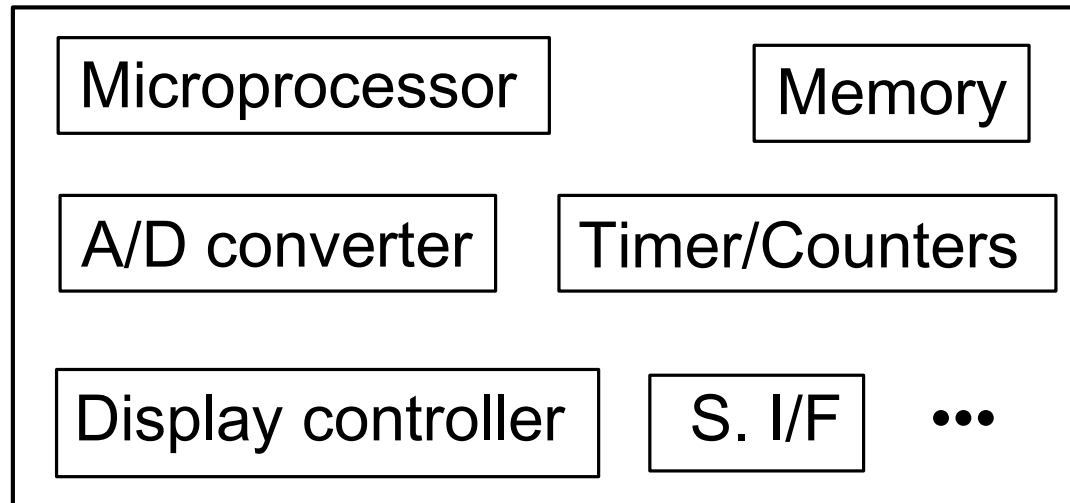 Microprocessor
Memory
A/D converter
Timer/Counters
Display controller
S. I/F
•••